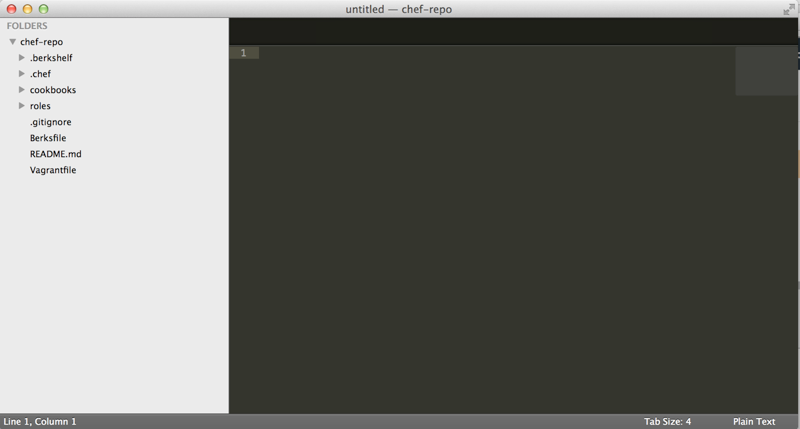 untitled — chef-repo
FOLDERS
chef-repo
.berkshelf
.chef
cookbooks
roles
.gitignore
Berksfile
README.md
Vagrantfile
1
Line 1, Column 1
Tab Size: 4
Plain Text